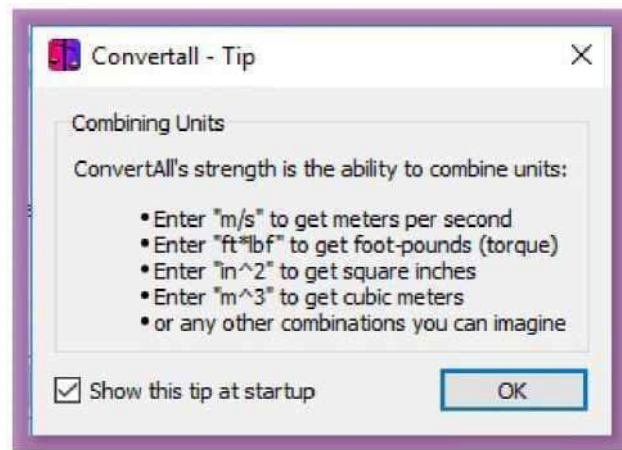 Convertall - Tip
Combining Units
ConvertAll's strength is the ability to combine units:
• Enter "m/s" to get meters per second
• Enter "ft*lbf" to get foot-pounds (torque)
• Enter "in^2" to get square inches
• Enter "m^3" to get cubic meters
• or any other combinations you can imagine
Show this tip at startup
OK